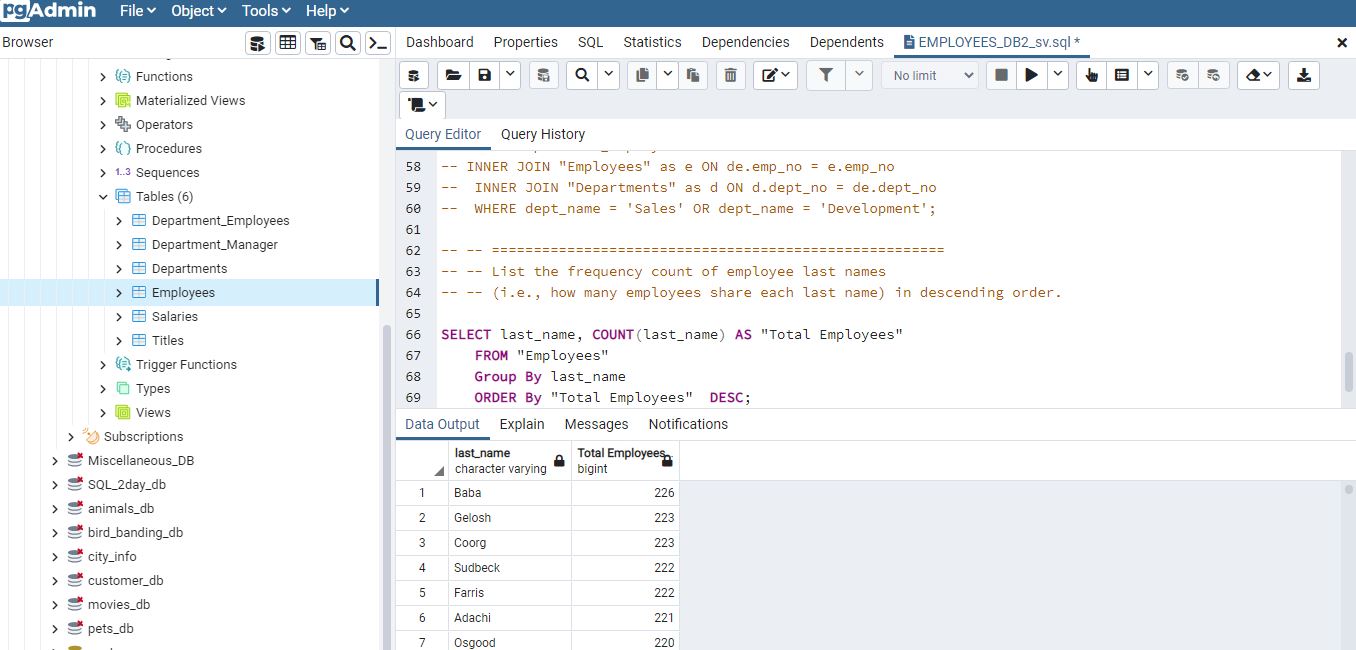 pgAdmin File Object Tools Help
Browser
Functions
Materialized Views
Operators
Procedures
1..3 Sequences
Tables (6)
Department_Employees
Department_Manager
Departments
Employees
Salaries
Titles
Trigger Functions
Types
Views
Subscriptions
Miscellaneous_DB
SQL_2day_db
animals_db
bird_banding_db
city_info
customer_db
movies_db
pets_db
Dashboard Properties SQL Statistics Dependencies Dependents EMPLOYEES_DB2_sv.sql *
No limit
Query Editor Query History
58 -- INNER JOIN "Employees" as e ON de.emp_no = e.emp_no
59 --  INNER JOIN "Departments" as d ON d.dept_no = de.dept_no
60 --  WHERE dept_name = 'Sales' OR dept_name = 'Development';
61
62 -- -- ======================================================
63 -- -- List the frequency count of employee last names
64 -- -- (i.e., how many employees share each last name) in descending order.
65
66 SELECT last_name, COUNT(last_name) AS "Total Employees"
67     FROM "Employees"
68     Group By last_name
69     ORDER By "Total Employees"  DESC;
Data Output Explain Messages Notifications
last_name Total Employees
character varying bigint
1 Baba 226
2 Gelosh 223
3 Coorg 223
4 Sudbeck 222
5 Farris 222
6 Adachi 221
7 Osgood 220